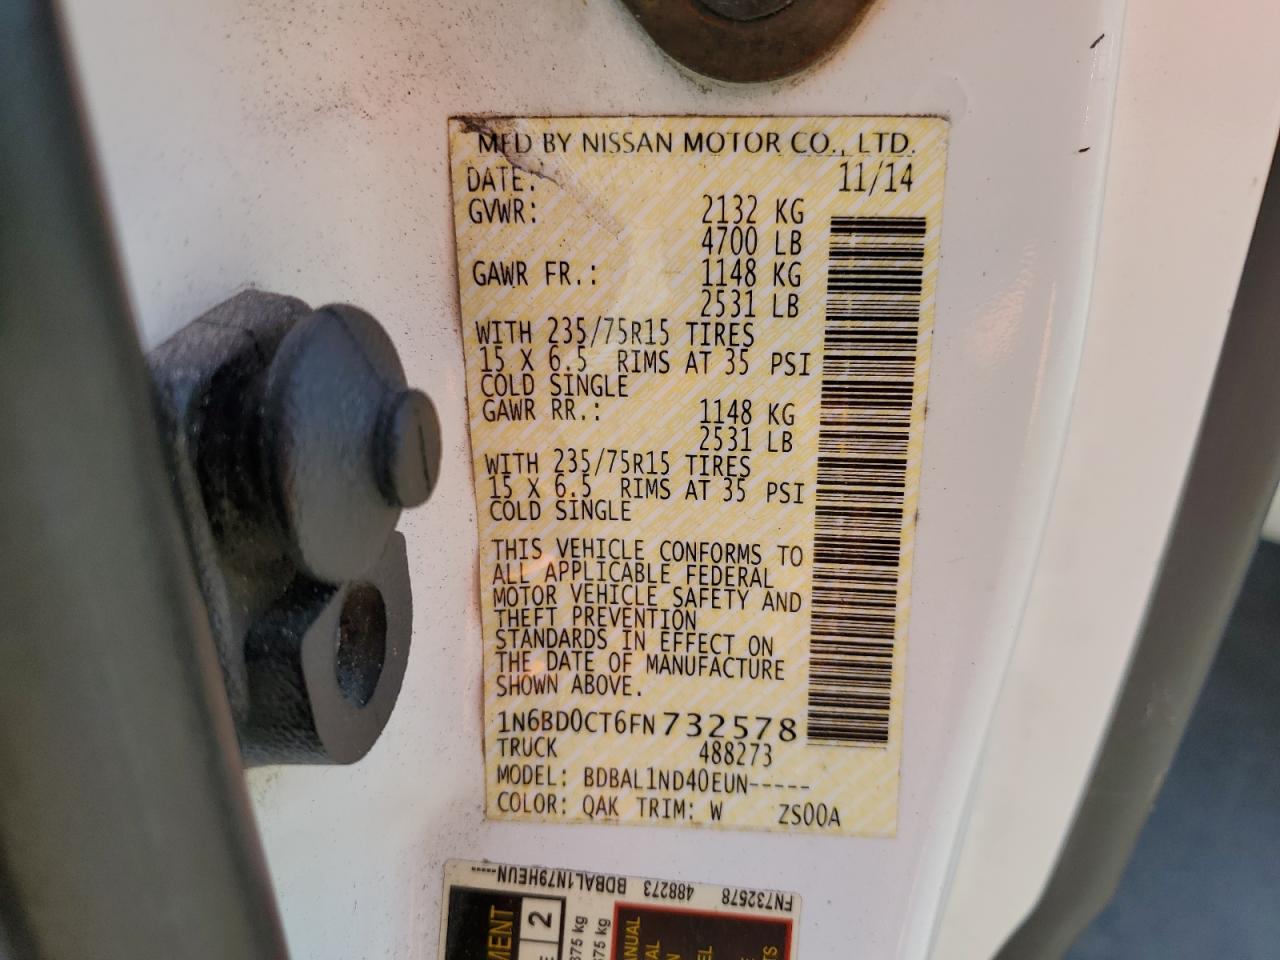 MFD BY NISSAN MOTOR CO., LTD.
DATE: 11/14
GVWR: 2132 KG
4700 LB
GAWR FR.: 1148 KG
2531 LB
WITH 235/75R15 TIRES
15 X 6.5 RIMS AT 35 PSI
COLD SINGLE
GAWR RR.: 1148 KG
2531 LB
WITH 235/75R15 TIRES
15 X 6.5 RIMS AT 35 PSI
COLD SINGLE
THIS VEHICLE CONFORMS TO
ALL APPLICABLE FEDERAL
MOTOR VEHICLE SAFETY AND
THEFT PREVENTION
STANDARDS IN EFFECT ON
THE DATE OF MANUFACTURE
SHOWN ABOVE.
1N6BD0CT6FN732578
TRUCK 488273
MODEL: BDBAL1ND40EUN-----
COLOR: QAK TRIM: W ZS00A
FN732578 488273 BDBAL1N79HEUN-----
2